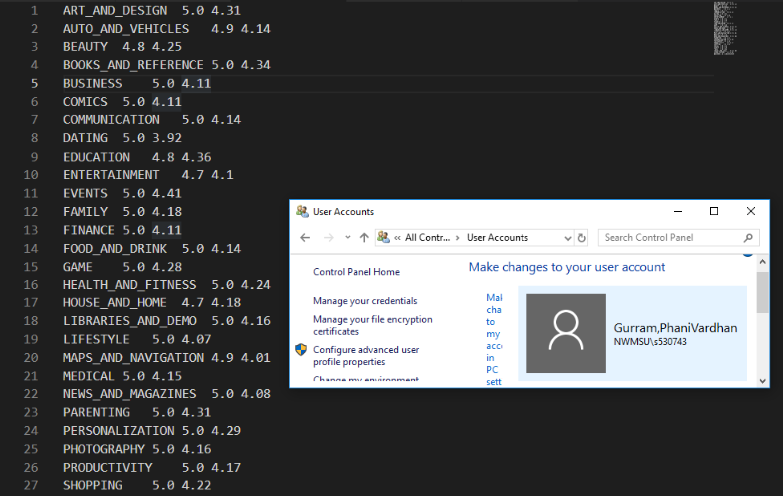 1 ART_AND_DESIGN 5.0 4.31
2 AUTO_AND_VEHICLES 4.9 4.14
3 BEAUTY 4.8 4.25
4 BOOKS_AND_REFERENCE 5.0 4.34
5 BUSINESS 5.0 4.11
6 COMICS 5.0 4.11
7 COMMUNICATION 5.0 4.14
8 DATING 5.0 3.92
9 EDUCATION 4.8 4.36
10 ENTERTAINMENT 4.7 4.1
11 EVENTS 5.0 4.41
12 FAMILY 5.0 4.18
13 FINANCE 5.0 4.11
14 FOOD_AND_DRINK 5.0 4.14
15 GAME 5.0 4.28
16 HEALTH_AND_FITNESS 5.0 4.24
17 HOUSE_AND_HOME 4.7 4.18
18 LIBRARIES_AND_DEMO 5.0 4.16
19 LIFESTYLE 5.0 4.07
20 MAPS_AND_NAVIGATION 4.9 4.01
21 MEDICAL 5.0 4.15
22 NEWS_AND_MAGAZINES 5.0 4.08
23 PARENTING 5.0 4.31
24 PERSONALIZATION 5.0 4.29
25 PHOTOGRAPHY 5.0 4.16
26 PRODUCTIVITY 5.0 4.17
27 SHOPPING 5.0 4.22
User Accounts
« All Contr... › User Accounts
Search Control Panel
Control Panel Home
Manage your credentials
Manage your file encryption
certificates
Configure advanced user
profile properties
Change my environment
Make changes to your user account
Mak
cha
to
my
acc
in
PC
sett
Gurram,PhaniVardhan
NWMSU\s530743